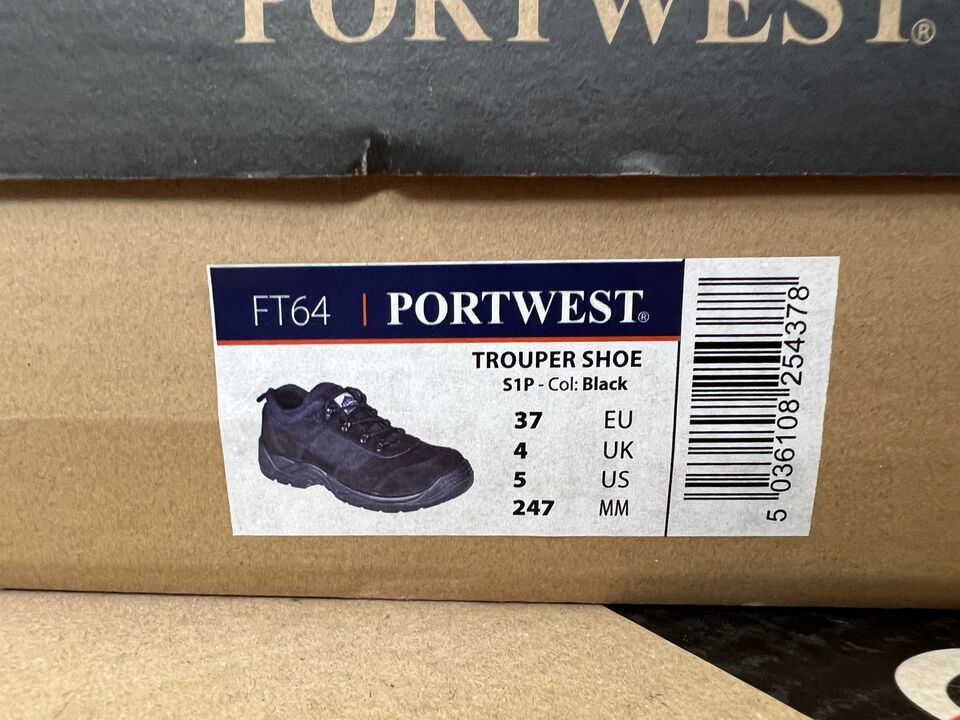 PORTWEST®
FT64 | PORTWEST®
TROUPER SHOE
S1P - Col: Black
37 EU
4 UK
5 US
247 MM
5 036108 254378